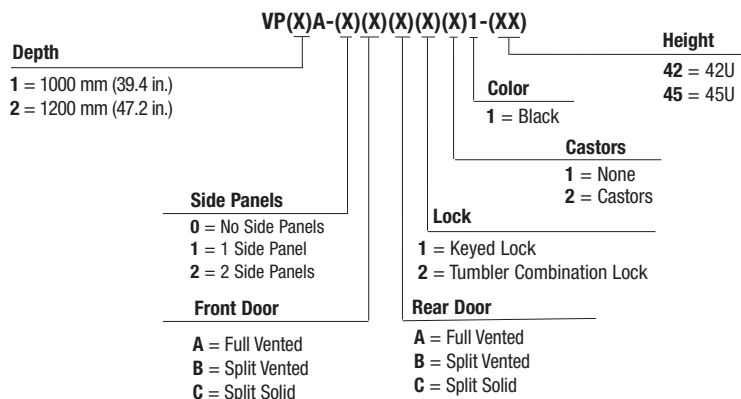 VP(X)A-(X)(X)(X)(X)(X)1-(XX)
Depth
1 = 1000 mm (39.4 in.)
2 = 1200 mm (47.2 in.)
Height
42 = 42U
45 = 45U
Color
1 = Black
Castors
1 = None
2 = Castors
Side Panels
0 = No Side Panels
1 = 1 Side Panel
2 = 2 Side Panels
Lock
1 = Keyed Lock
2 = Tumbler Combination Lock
Front Door
A = Full Vented
B = Split Vented
C = Split Solid
Rear Door
A = Full Vented
B = Split Vented
C = Split Solid